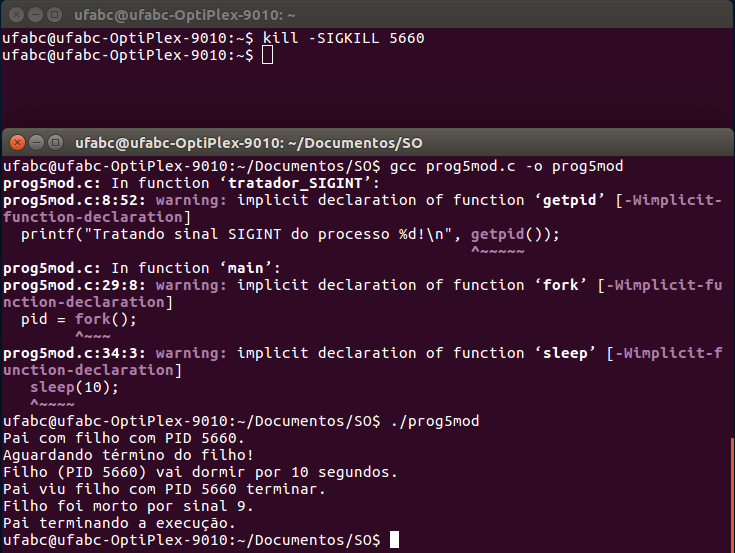 ufabc@ufabc-OptiPlex-9010: ~
ufabc@ufabc-OptiPlex-9010:~$ kill -SIGKILL 5660
ufabc@ufabc-OptiPlex-9010:~$
ufabc@ufabc-OptiPlex-9010: ~/Documentos/SO
ufabc@ufabc-OptiPlex-9010:~/Documentos/SO$ gcc prog5mod.c -o prog5mod
prog5mod.c: In function ‘tratador_SIGINT’:
prog5mod.c:8:52: warning: implicit declaration of function ‘getpid’ [-Wimplicit-
function-declaration]
  printf("Tratando sinal SIGINT do processo %d!\n", getpid());
                                                    ^~~~~~
prog5mod.c: In function ‘main’:
prog5mod.c:29:8: warning: implicit declaration of function ‘fork’ [-Wimplicit-fu
nction-declaration]
  pid = fork();
        ^~~~
prog5mod.c:34:3: warning: implicit declaration of function ‘sleep’ [-Wimplicit-f
unction-declaration]
   sleep(10);
   ^~~~~
ufabc@ufabc-OptiPlex-9010:~/Documentos/SO$ ./prog5mod
Pai com filho com PID 5660.
Aguardando término do filho!
Filho (PID 5660) vai dormir por 10 segundos.
Pai viu filho com PID 5660 terminar.
Filho foi morto por sinal 9.
Pai terminando a execução.
ufabc@ufabc-OptiPlex-9010:~/Documentos/SO$